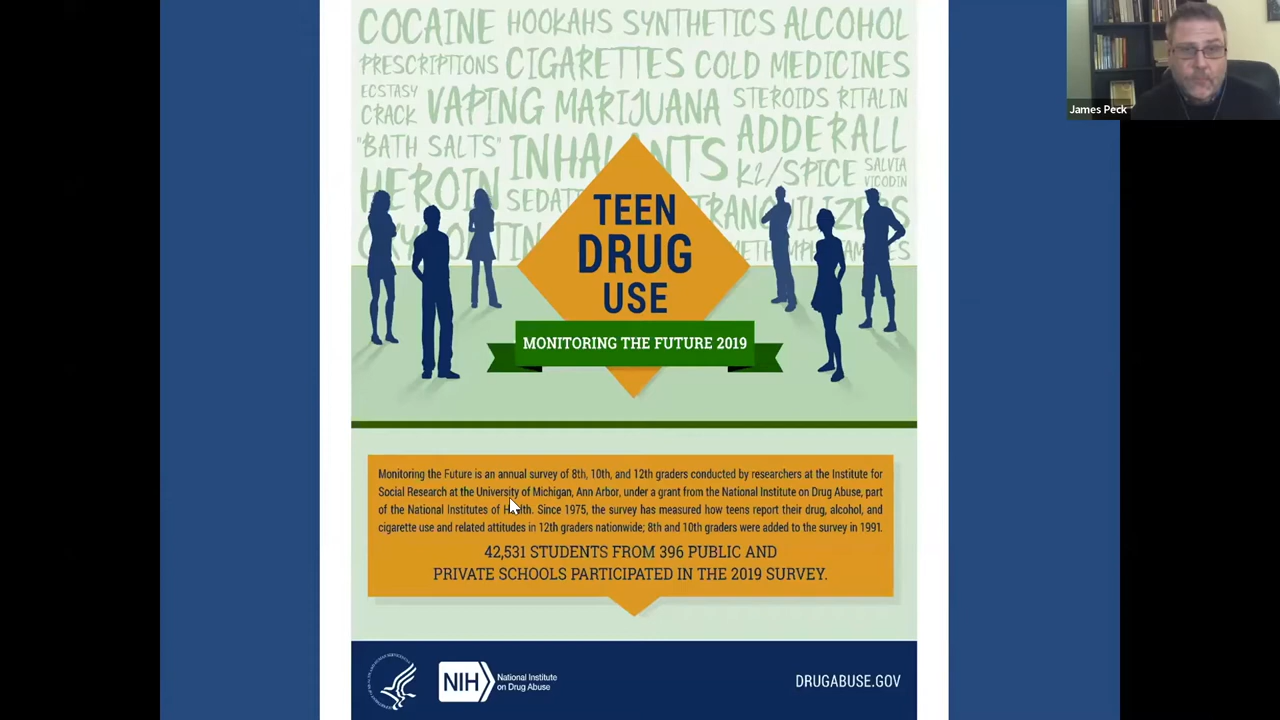 COCAINE HOOKAHS SYNTHETICS ALCOHOL
PRESCRIPTIONS CIGARETTES COLD MEDICINES
ECSTASY
CRACK VAPING MARIJUANA STEROIDS RITALIN
ADDERALL
"BATH SALTS" INHALANTS K2/SPICE SALVIA
VICODIN
HEROIN
TEEN
DRUG
USE
MONITORING THE FUTURE 2019
Monitoring the Future is an annual survey of 8th, 10th, and 12th graders conducted by researchers at the Institute for
Social Research at the University of Michigan, Ann Arbor, under a grant from the National Institute on Drug Abuse, part
of the National Institutes of Health. Since 1975, the survey has measured how teens report their drug, alcohol, and
cigarette use and related attitudes in 12th graders nationwide; 8th and 10th graders were added to the survey in 1991.
42,531 STUDENTS FROM 396 PUBLIC AND
PRIVATE SCHOOLS PARTICIPATED IN THE 2019 SURVEY.
NIH National Institute
on Drug Abuse
DRUGABUSE.GOV
James Peck